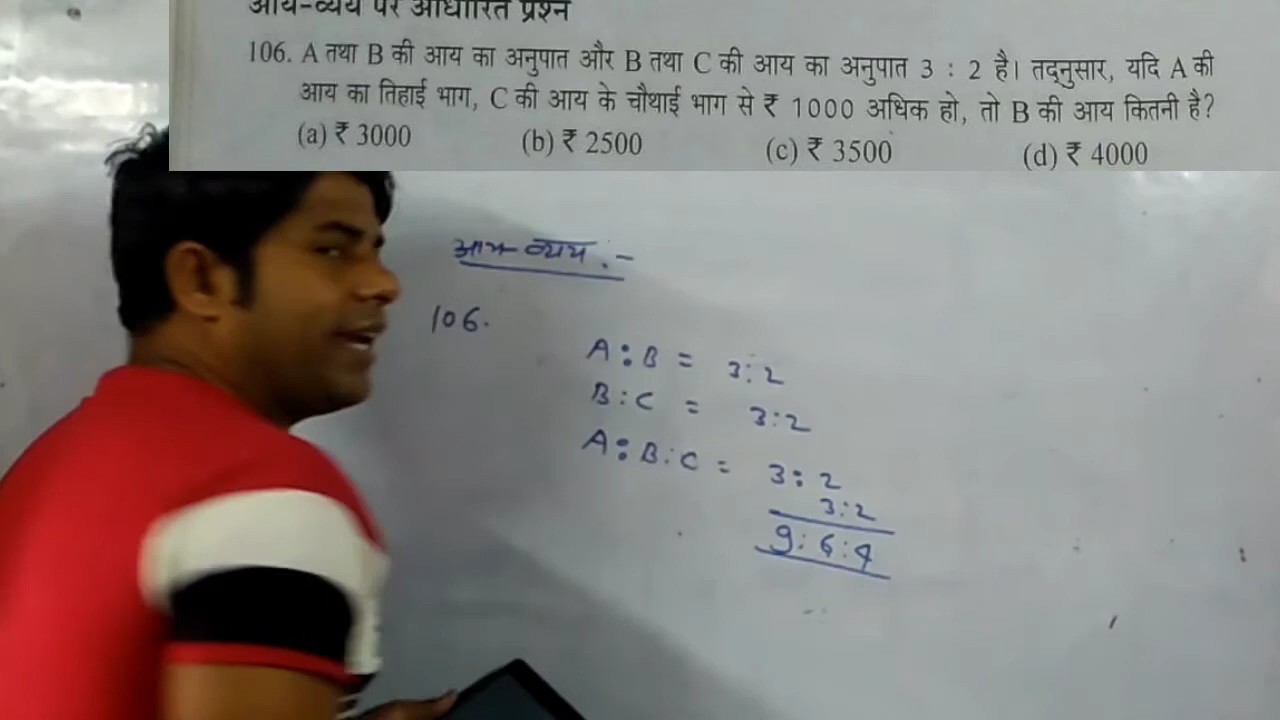 आय-व्यय पर आधारित प्रश्न
106. A तथा B की आय का अनुपात और B तथा C की आय का अनुपात 3 : 2 है। तद्नुसार, यदि A की
आय का तिहाई भाग, C की आय के चौथाई भाग से ₹ 1000 अधिक हो, तो B की आय कितनी है?
(a) ₹ 3000 (b) ₹ 2500 (c) ₹ 3500 (d) ₹ 4000
आय-व्यय :-
106.
A:B = 3:2
B:C = 3:2
A:B:C = 3:2
3:2
9:6:4